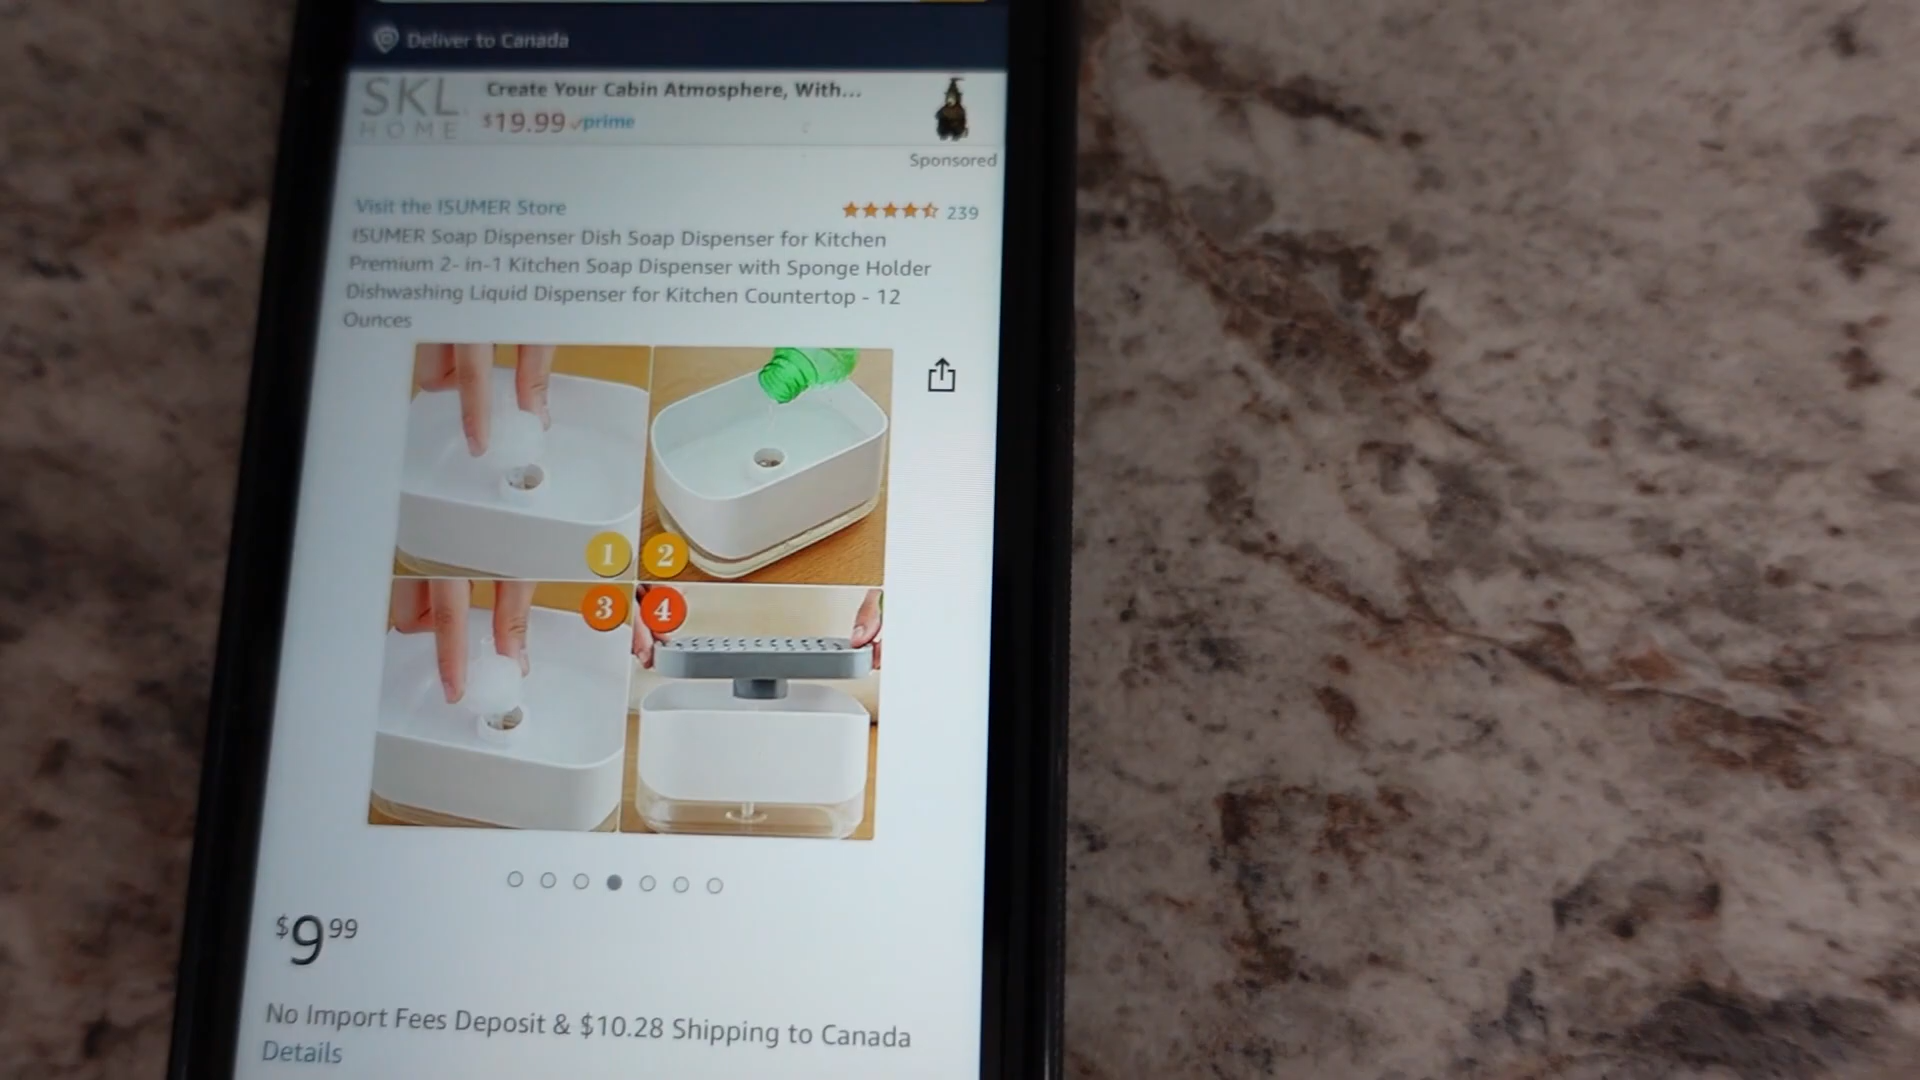 Deliver to Canada
SKL
HOME
Create Your Cabin Atmosphere, With...
$19.99 prime
Sponsored
Visit the ISUMER Store
239
ISUMER Soap Dispenser Dish Soap Dispenser for Kitchen
Premium 2- in-1 Kitchen Soap Dispenser with Sponge Holder
Dishwashing Liquid Dispenser for Kitchen Countertop - 12
Ounces
1
2
3
4
$9 99
No Import Fees Deposit & $10.28 Shipping to Canada
Details